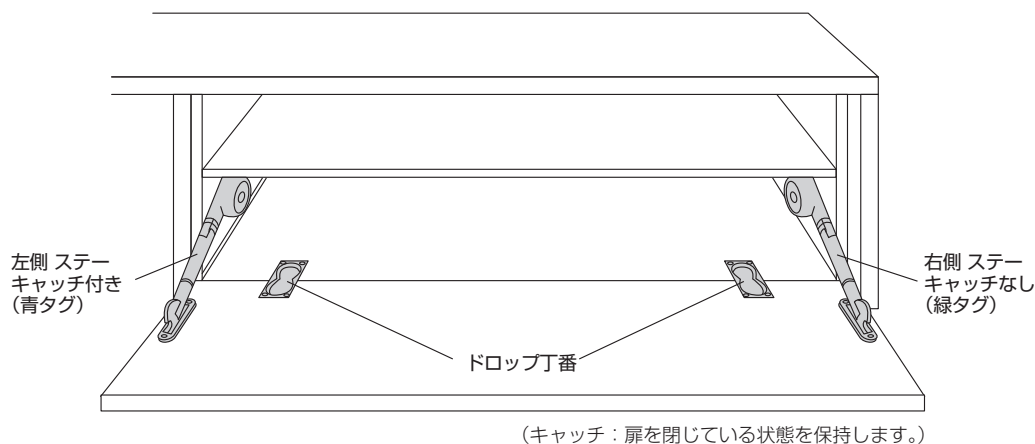 左側 ステー
キャッチ付き
（青タグ）
右側 ステー
キャッチなし
（緑タグ）
ドロップ丁番
（キャッチ：扉を閉じている状態を保持します。）